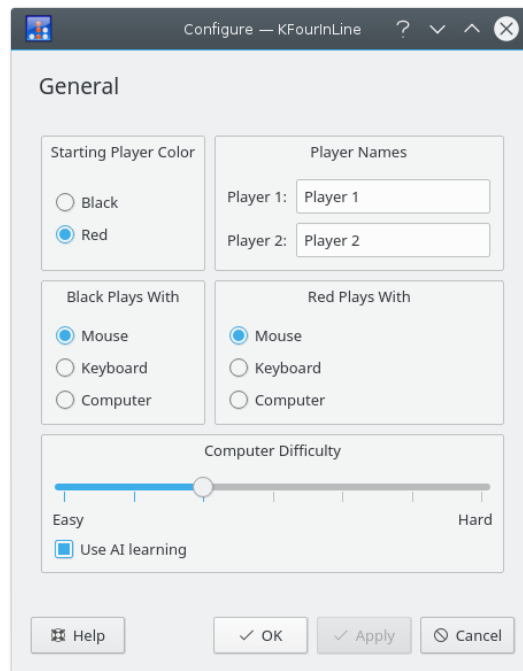 Configure — KFourInLine
General
Starting Player Color
Black
Red
Player Names
Player 1: Player 1
Player 2: Player 2
Black Plays With
Mouse
Keyboard
Computer
Red Plays With
Mouse
Keyboard
Computer
Computer Difficulty
Easy Hard
Use AI learning
Help OK Apply Cancel